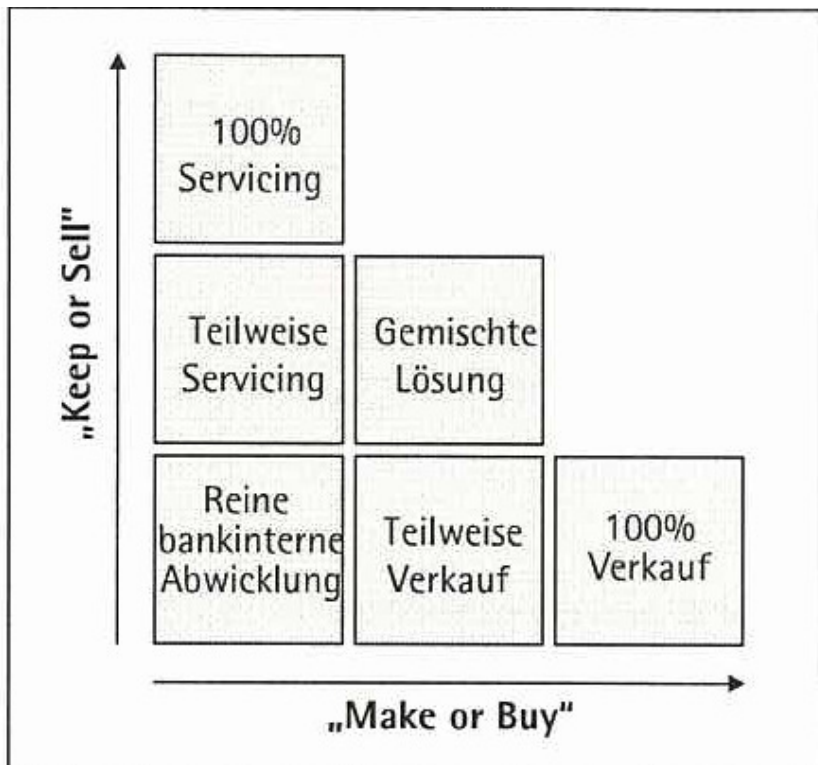 „Keep or Sell“
100%
Servicing
Teilweise
Servicing
Gemischte
Lösung
Reine
bankinterne
Abwicklung
Teilweise
Verkauf
100%
Verkauf
„Make or Buy“